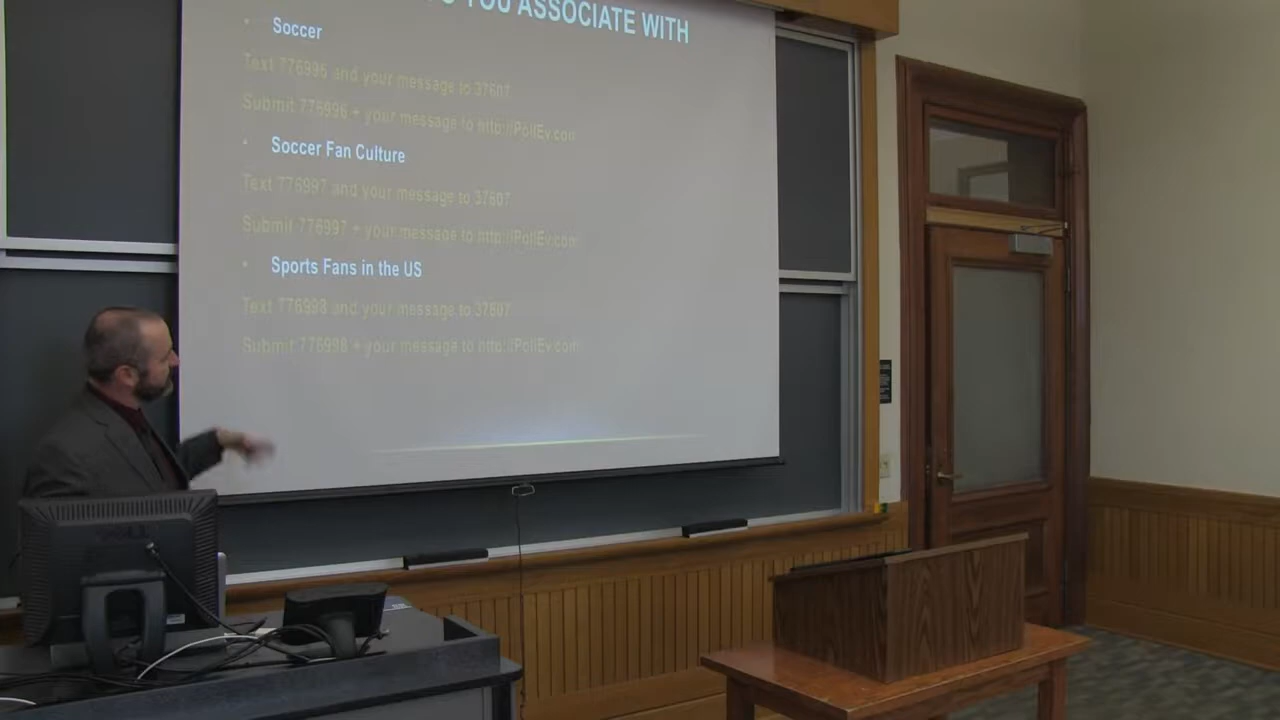 YOU ASSOCIATE WITH
Soccer
Text 776996 and your message to 37607
Submit 776996 + your message to http://PollEv.com
Soccer Fan Culture
Text 776997 and your message to 37607
Submit 776997 + your message to http://PollEv.com
Sports Fans in the US
Text 776998 and your message to 37607
Submit 776998 + your message to http://PollEv.com
DELL